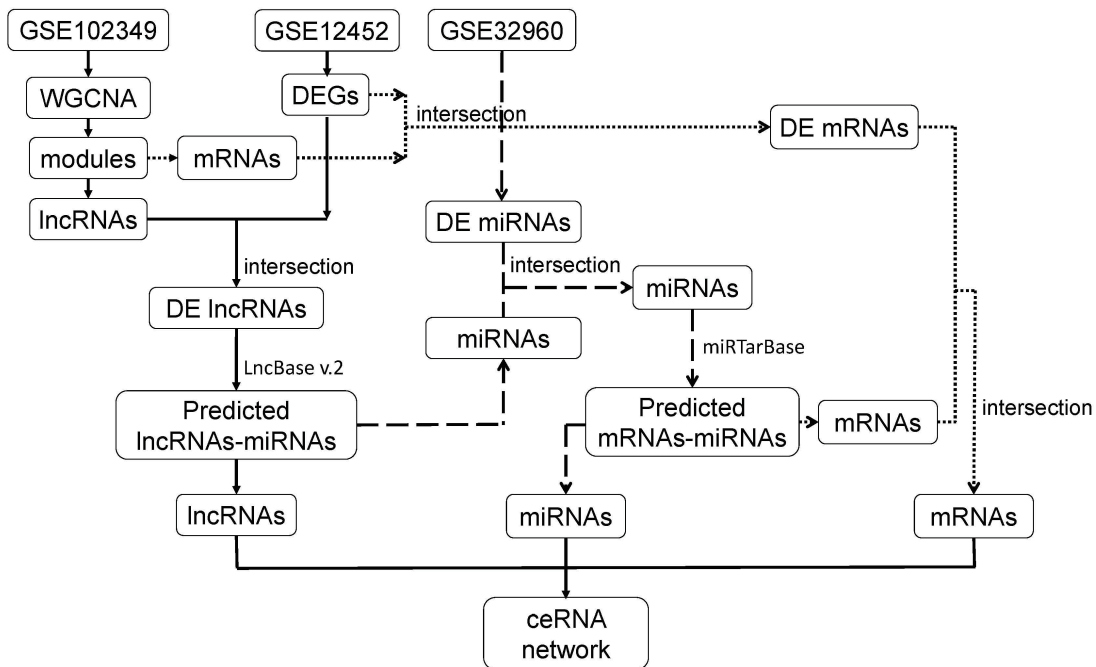 GSE102349
GSE12452
GSE32960
WGCNA
DEGs
intersection
DE mRNAs
modules
mRNAs
lncRNAs
DE miRNAs
intersection
intersection
miRNAs
DE lncRNAs
miRNAs
LncBase v.2
miRTarBase
Predicted
lncRNAs-miRNAs
Predicted
mRNAs-miRNAs
mRNAs
intersection
lncRNAs
miRNAs
mRNAs
ceRNA
network